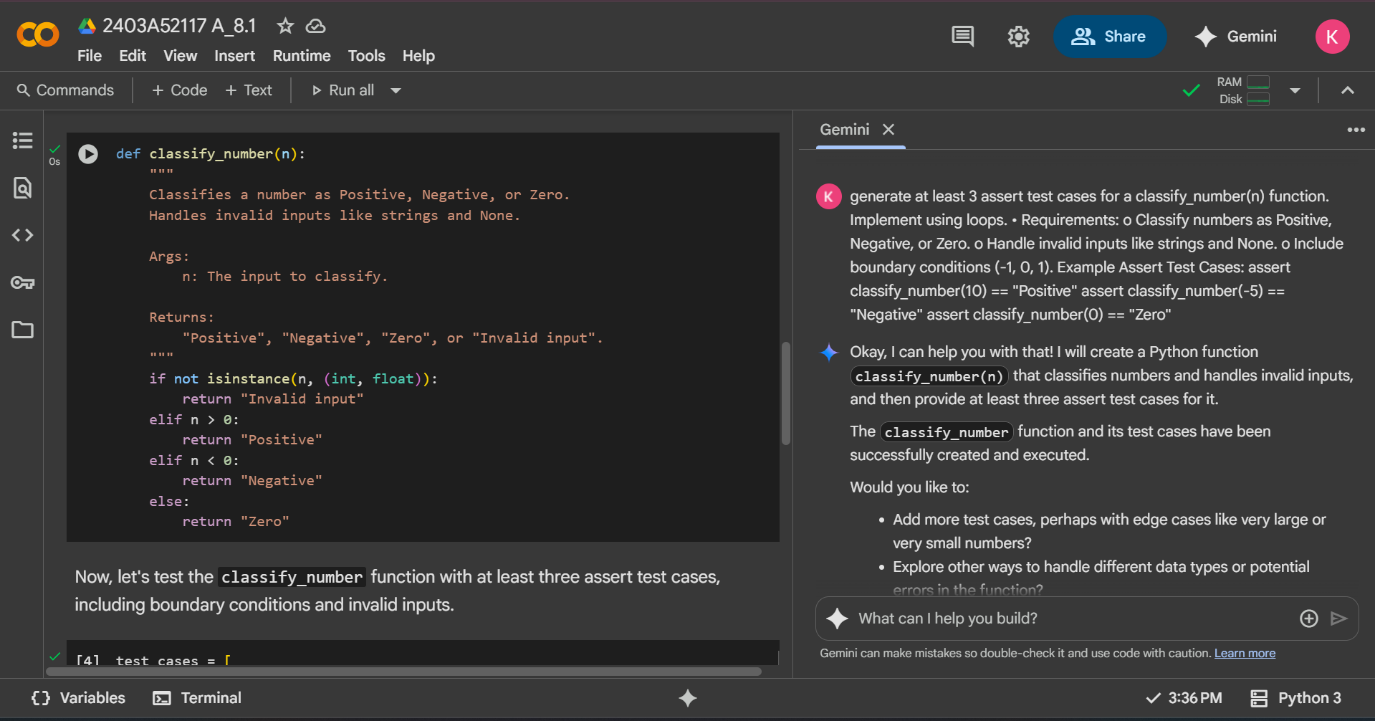 2403A52117 A_8.1
File Edit View Insert Runtime Tools Help
Share
Gemini
K
Commands + Code + Text Run all
RAM
Disk
0s
def classify_number(n):
"""
Classifies a number as Positive, Negative, or Zero.
Handles invalid inputs like strings and None.
Args:
n: The input to classify.
Returns:
"Positive", "Negative", "Zero", or "Invalid input".
"""
if not isinstance(n, (int, float)):
return "Invalid input"
elif n > 0:
return "Positive"
elif n < 0:
return "Negative"
else:
return "Zero"
Now, let's test the classify_number function with at least three assert test cases,
including boundary conditions and invalid inputs.
[4] test_cases = [
Gemini
K
generate at least 3 assert test cases for a classify_number(n) function.
Implement using loops. • Requirements: o Classify numbers as Positive,
Negative, or Zero. o Handle invalid inputs like strings and None. o Include
boundary conditions (-1, 0, 1). Example Assert Test Cases: assert
classify_number(10) == "Positive" assert classify_number(-5) ==
"Negative" assert classify_number(0) == "Zero"
Okay, I can help you with that! I will create a Python function
classify_number(n) that classifies numbers and handles invalid inputs,
and then provide at least three assert test cases for it.
The classify_number function and its test cases have been
successfully created and executed.
Would you like to:
• Add more test cases, perhaps with edge cases like very large or
very small numbers?
• Explore other ways to handle different data types or potential
errors in the function?
What can I help you build?
Gemini can make mistakes so double-check it and use code with caution. Learn more
Variables Terminal
3:36 PM Python 3